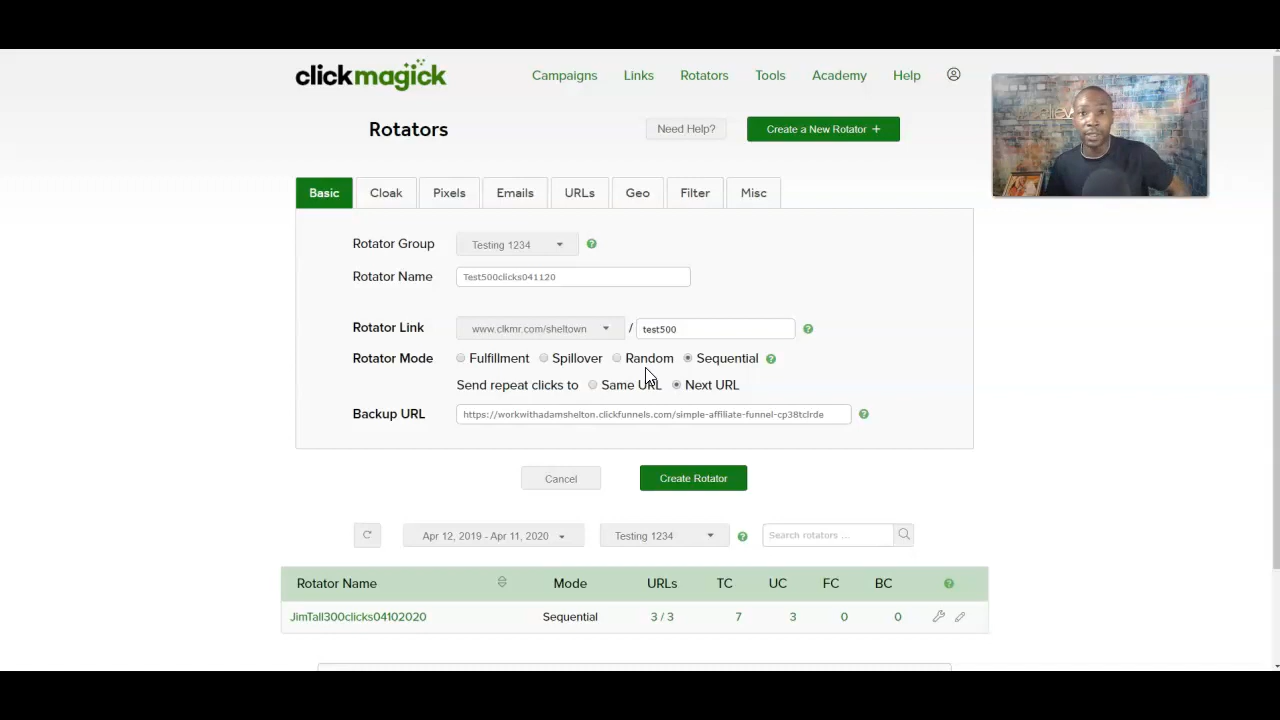 clickmagick Campaigns Links Rotators Tools Academy Help
Rotators Need Help? Create a New Rotator +
Basic Cloak Pixels Emails URLs Geo Filter Misc
Rotator Group Testing 1234 ?
Rotator Name Test500clicks041120
Rotator Link www.clkmr.com/sheltown / test500 ?
Rotator Mode Fulfillment Spillover Random Sequential ?
Send repeat clicks to Same URL Next URL
Backup URL https://workwithadamshelton.clickfunnels.com/simple-affiliate-funnel-cp38tclrde ?
Cancel Create Rotator
Apr 12, 2019 - Apr 11, 2020 Testing 1234 ? Search rotators ...
Rotator Name Mode URLs TC UC FC BC ?
JimTall300clicks04102020 Sequential 3 / 3 7 3 0 0